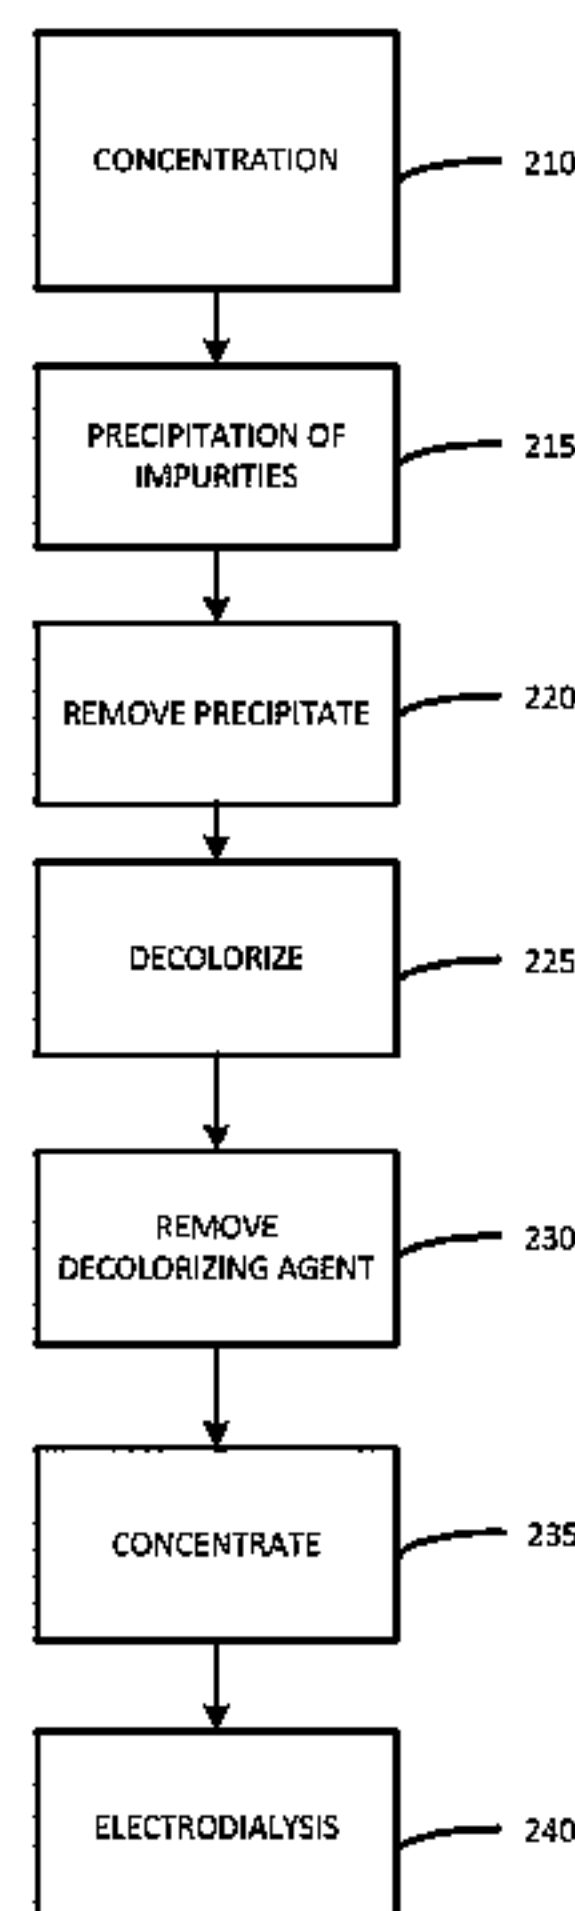 CONCENTRATION
210
PRECIPITATION OF
IMPURITIES
215
REMOVE PRECIPITATE
220
DECOLORIZE
225
REMOVE
DECOLORIZING AGENT
230
CONCENTRATE
235
ELECTRODIALYSIS
240